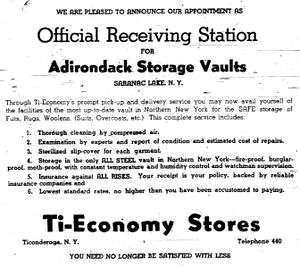 WE ARE PLEASED TO ANNOUNCE OUR APPOINTMENT AS
Official Receiving Station
FOR
Adirondack Storage Vaults
SARANAC LAKE, N. Y.
Through Ti-Economy's prompt pick-up and delivery service you may now avail yourself of
the facilities of the most up-to-date vault in Northern New York for the SAFE storage of
Furs, Rugs, Woolens, (Suits, Overcoats, etc.) This complete service includes:
1. Thorough cleaning by compressed air.
2. Examination by experts and report of condition and estimated cost of repairs.
3. Sterilized slip-cover for each garment.
4. Storage in the only ALL STEEL vault in Northern New York—fire-proof, burglar-
proof, moth-proof, with constant temperature and humidity control and watchman supervision.
5. Insurance against ALL RISKS. Your receipt is your policy, backed by reliable
insurance companies and
6. Lowest standard rates, no higher than you have been accustomed to paying.
Ti-Economy Stores
Ticonderoga, N. Y. Telephone 440
YOU NEED NO LONGER BE SATISFIED WITH LESS